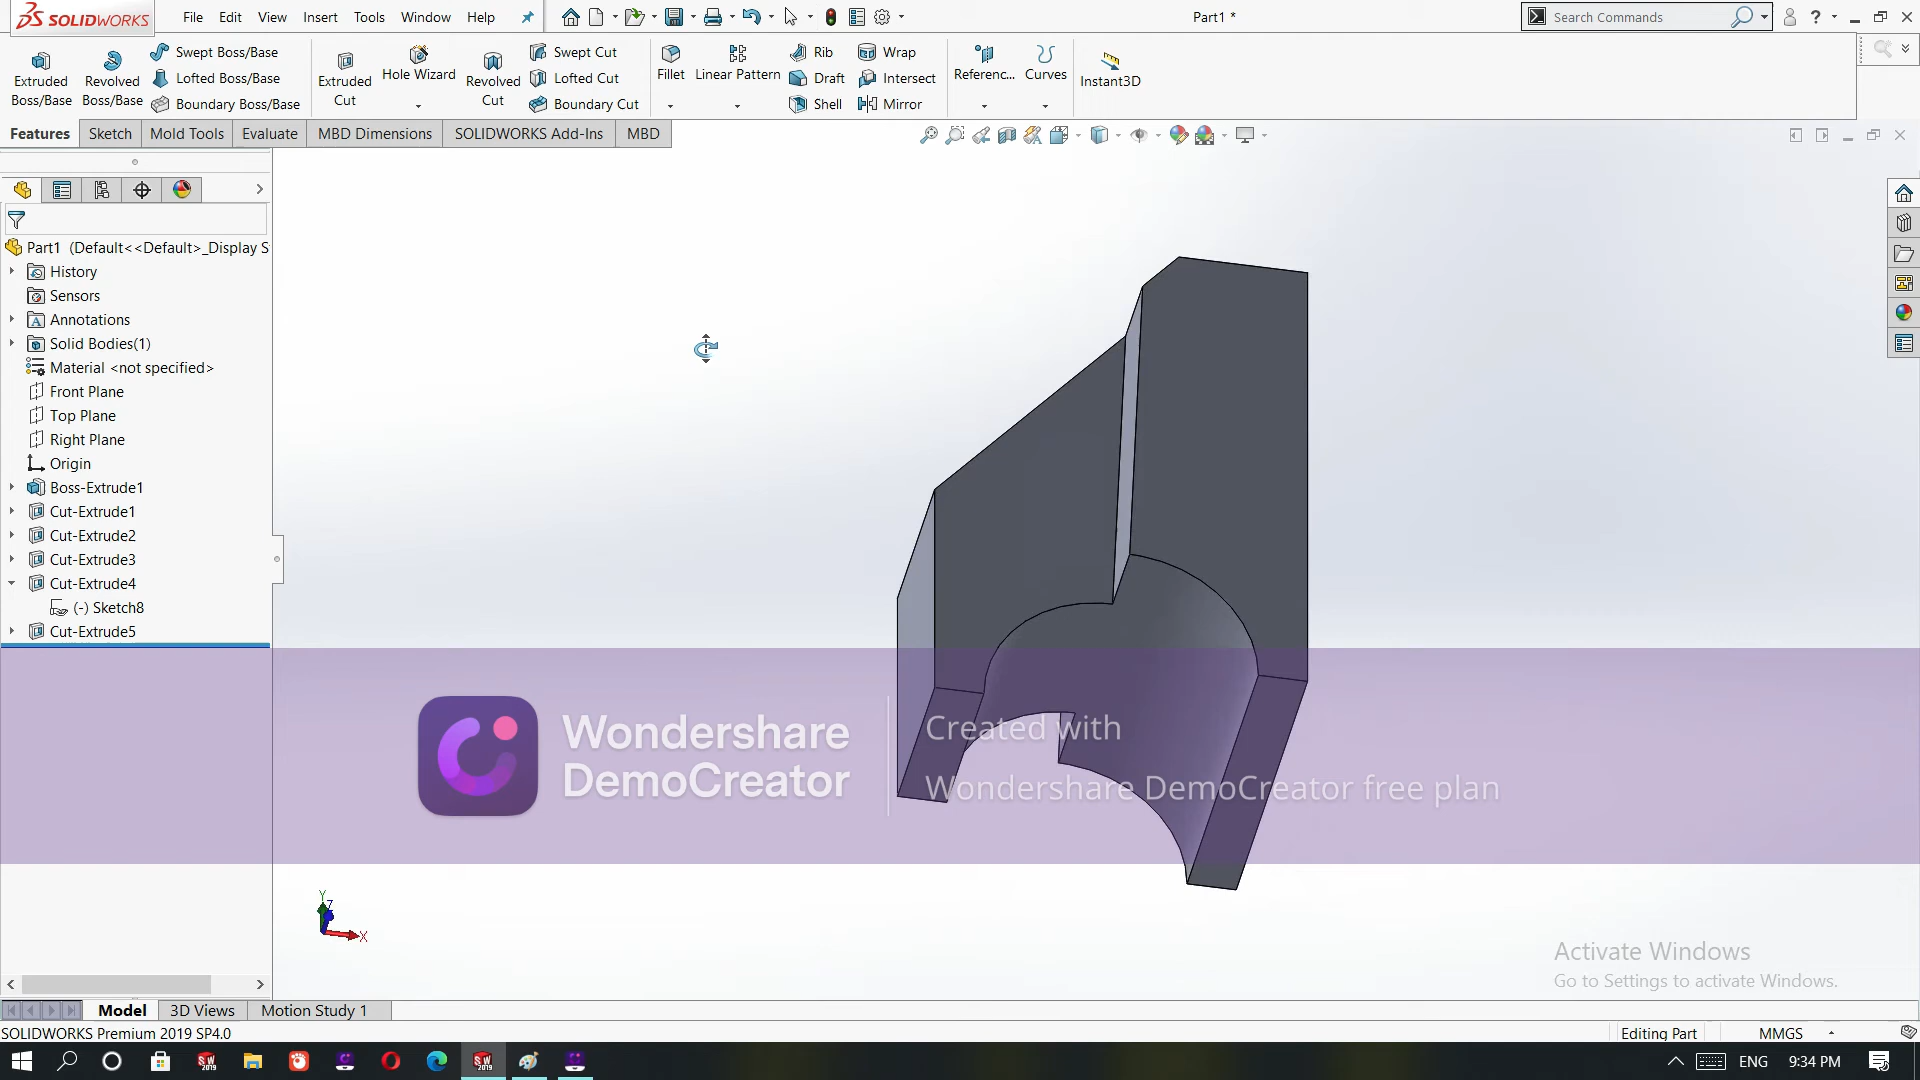 SOLIDWORKS File Edit View Insert Tools Window Help Part1 * Search Commands ?
Extruded Boss/Base
Revolved Boss/Base
Swept Boss/Base
Lofted Boss/Base
Boundary Boss/Base
Extruded Cut
Hole Wizard
Revolved Cut
Swept Cut
Lofted Cut
Boundary Cut
Fillet
Linear Pattern
Rib
Draft
Shell
Wrap
Intersect
Mirror
Referenc...
Curves
Instant3D
Features Sketch Mold Tools Evaluate MBD Dimensions SOLIDWORKS Add-Ins MBD
Part1 (Default<<Default>_Display S
History
Sensors
Annotations
Solid Bodies(1)
Material <not specified>
Front Plane
Top Plane
Right Plane
Origin
Boss-Extrude1
Cut-Extrude1
Cut-Extrude2
Cut-Extrude3
Cut-Extrude4
(-) Sketch8
Cut-Extrude5
Wondershare
DemoCreator
Created with
Wondershare DemoCreator free plan
Y
Z
X
Activate Windows
Go to Settings to activate Windows.
Model 3D Views Motion Study 1
SOLIDWORKS Premium 2019 SP4.0 Editing Part MMGS
ENG 9:34 PM